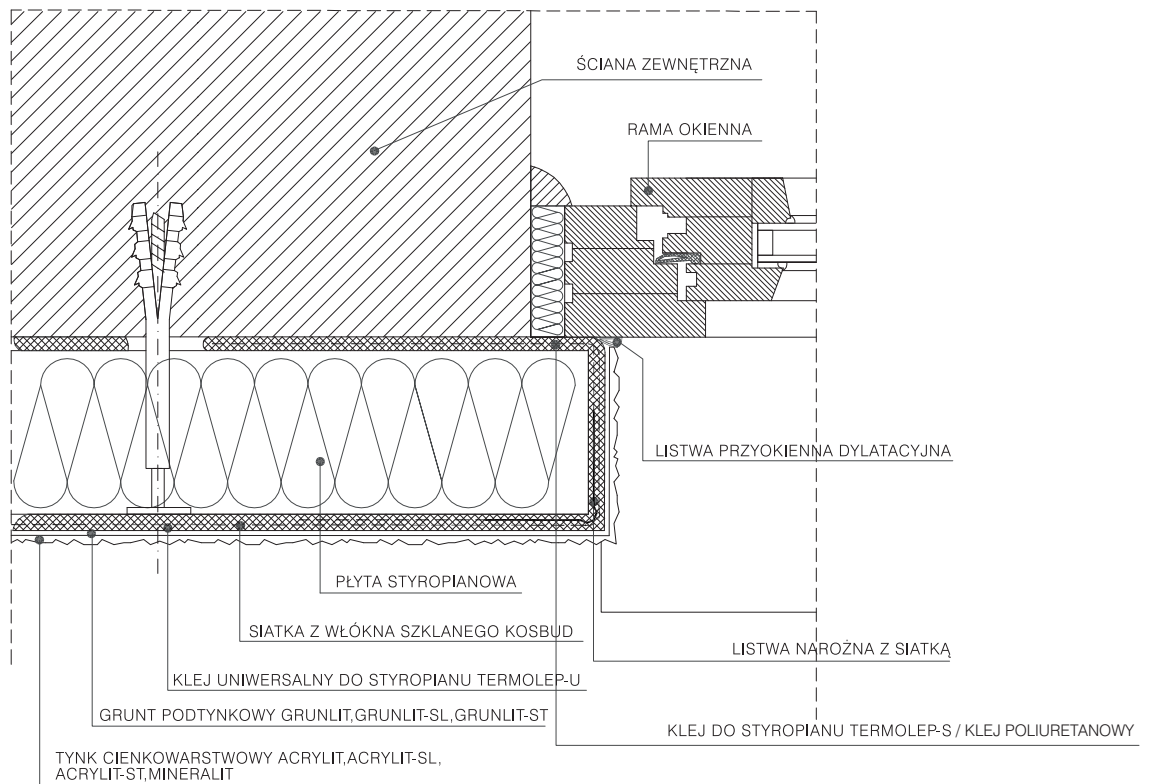 ŚCIANA ZEWNĘTRZNA
RAMA OKIENNA
LISTWA PRZYOKIENNA DYLATACYJNA
PŁYTA STYROPIANOWA
SIATKA Z WŁÓKNA SZKLANEGO KOSBUD
LISTWA NAROŻNA Z SIATKĄ
KLEJ UNIWERSALNY DO STYROPIANU TERMOLEP-U
GRUNT PODTYNKOWY GRUNLIT,GRUNLIT-SL,GRUNLIT-ST
KLEJ DO STYROPIANU TERMOLEP-S / KLEJ POLIURETANOWY
TYNK CIENKOWARSTWOWY ACRYLIT,ACRYLIT-SL,
ACRYLIT-ST,MINERALIT